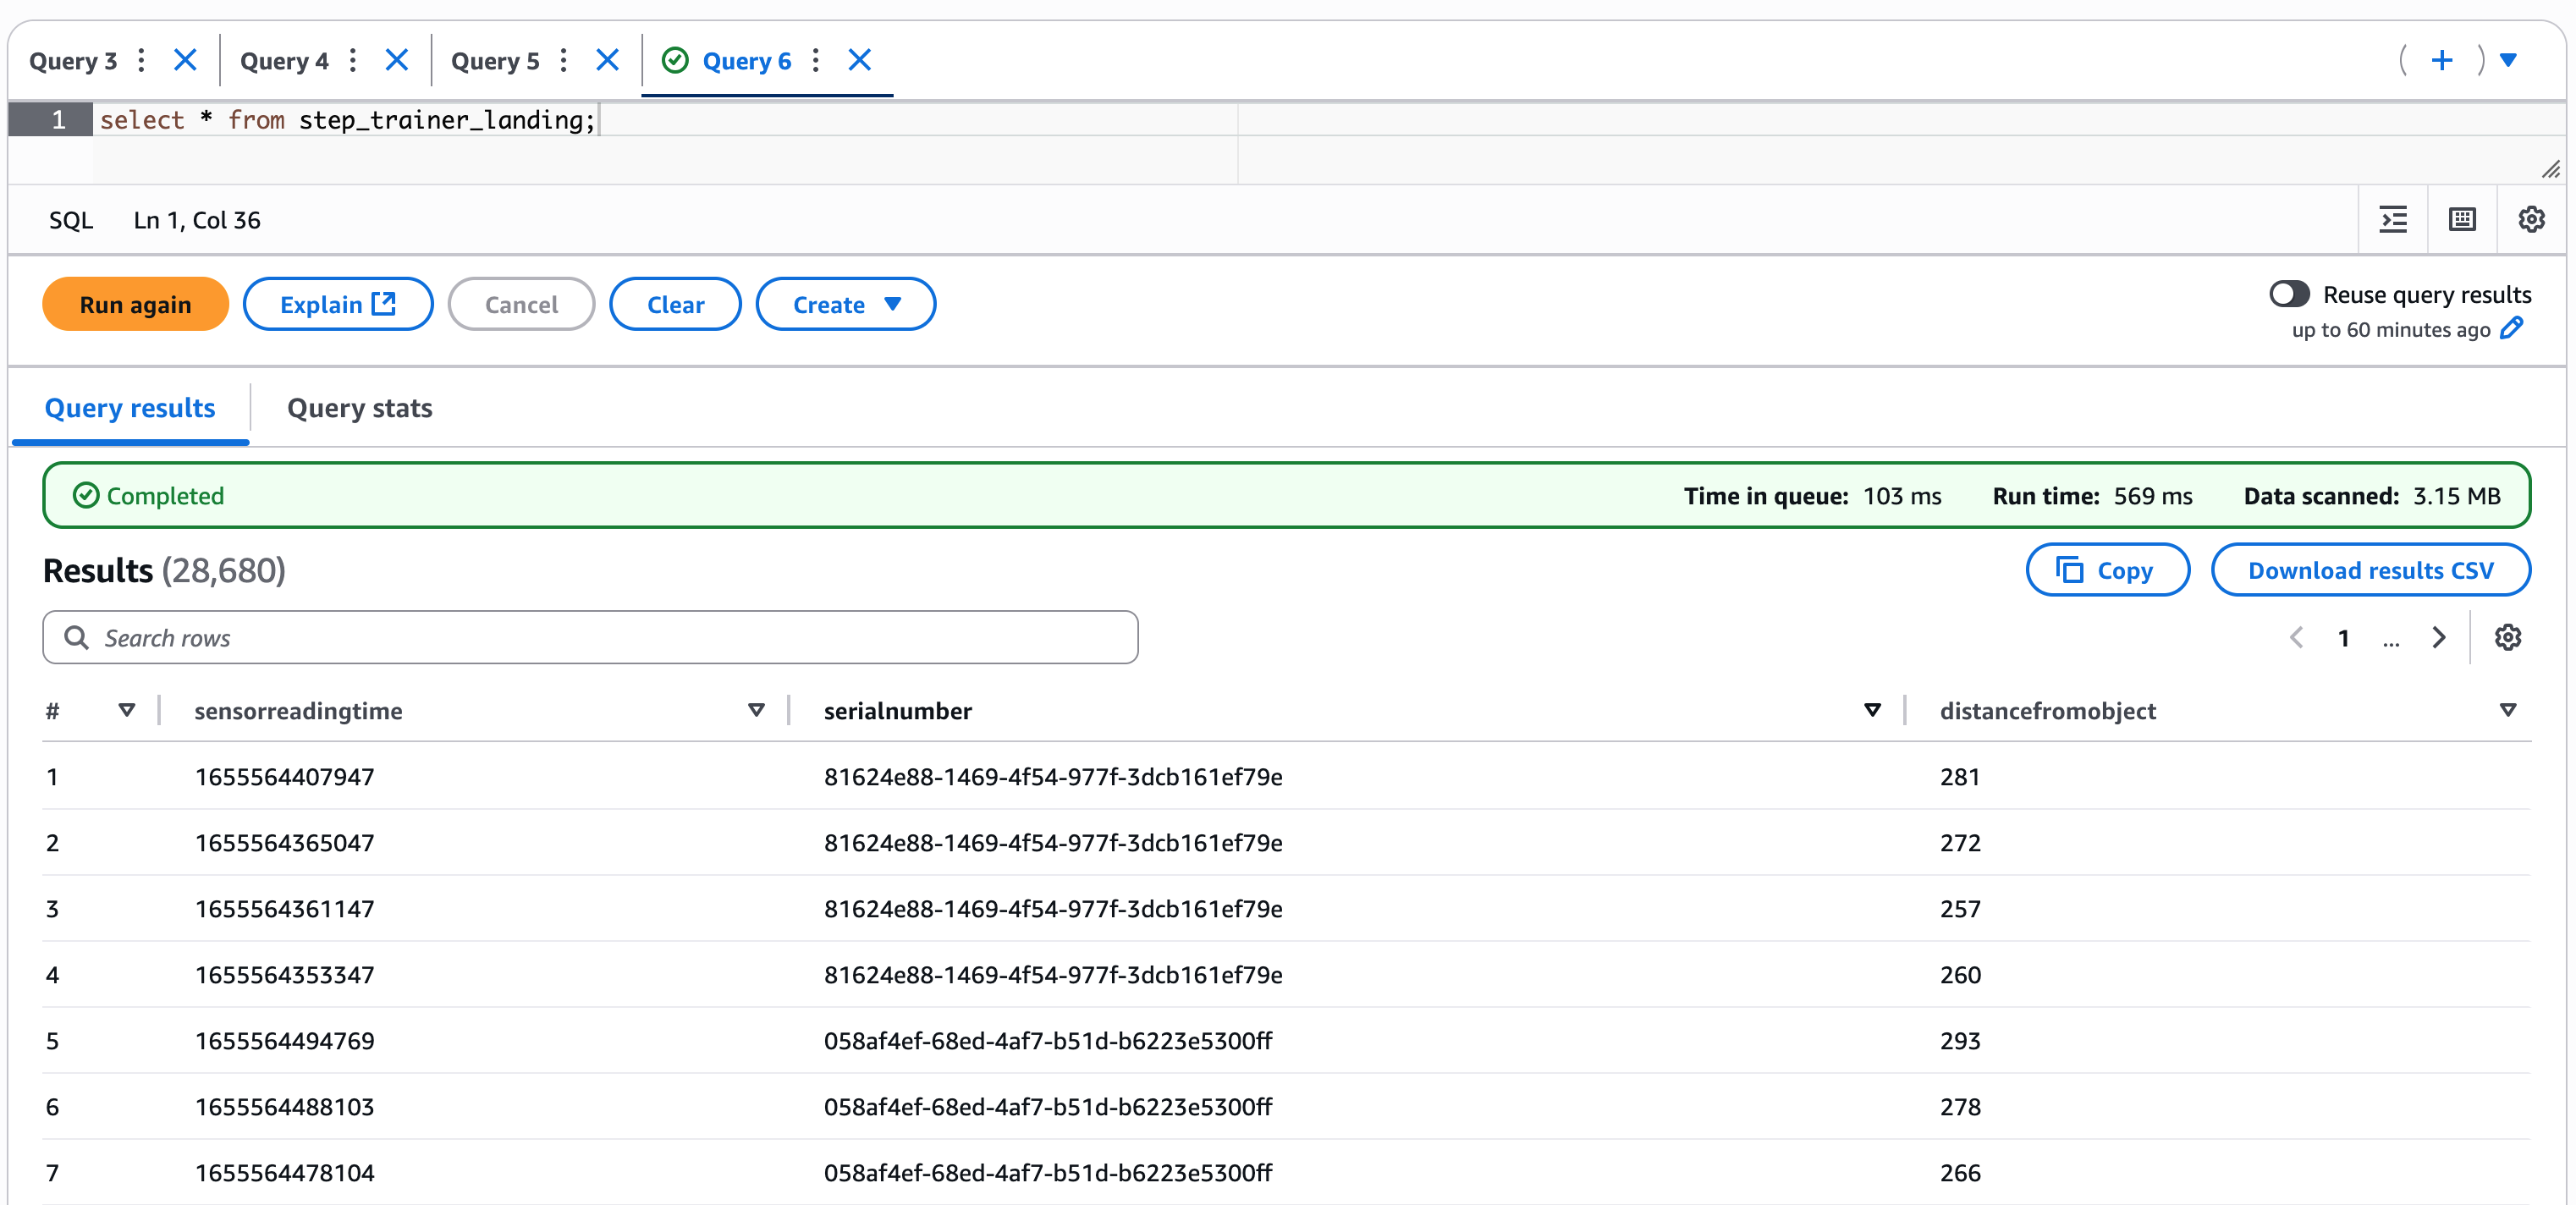 Query 3 Query 4 Query 5 Query 6
1 select * from step_trainer_landing;
SQL Ln 1, Col 36
Run again Explain Cancel Clear Create Reuse query results
up to 60 minutes ago
Query results Query stats
Completed Time in queue: 103 ms Run time: 569 ms Data scanned: 3.15 MB
Results (28,680) Copy Download results CSV
Search rows 1 ...
# sensorreadingtime serialnumber distancefromobject
1 1655564407947 81624e88-1469-4f54-977f-3dcb161ef79e 281
2 1655564365047 81624e88-1469-4f54-977f-3dcb161ef79e 272
3 1655564361147 81624e88-1469-4f54-977f-3dcb161ef79e 257
4 1655564353347 81624e88-1469-4f54-977f-3dcb161ef79e 260
5 1655564494769 058af4ef-68ed-4af7-b51d-b6223e5300ff 293
6 1655564488103 058af4ef-68ed-4af7-b51d-b6223e5300ff 278
7 1655564478104 058af4ef-68ed-4af7-b51d-b6223e5300ff 266